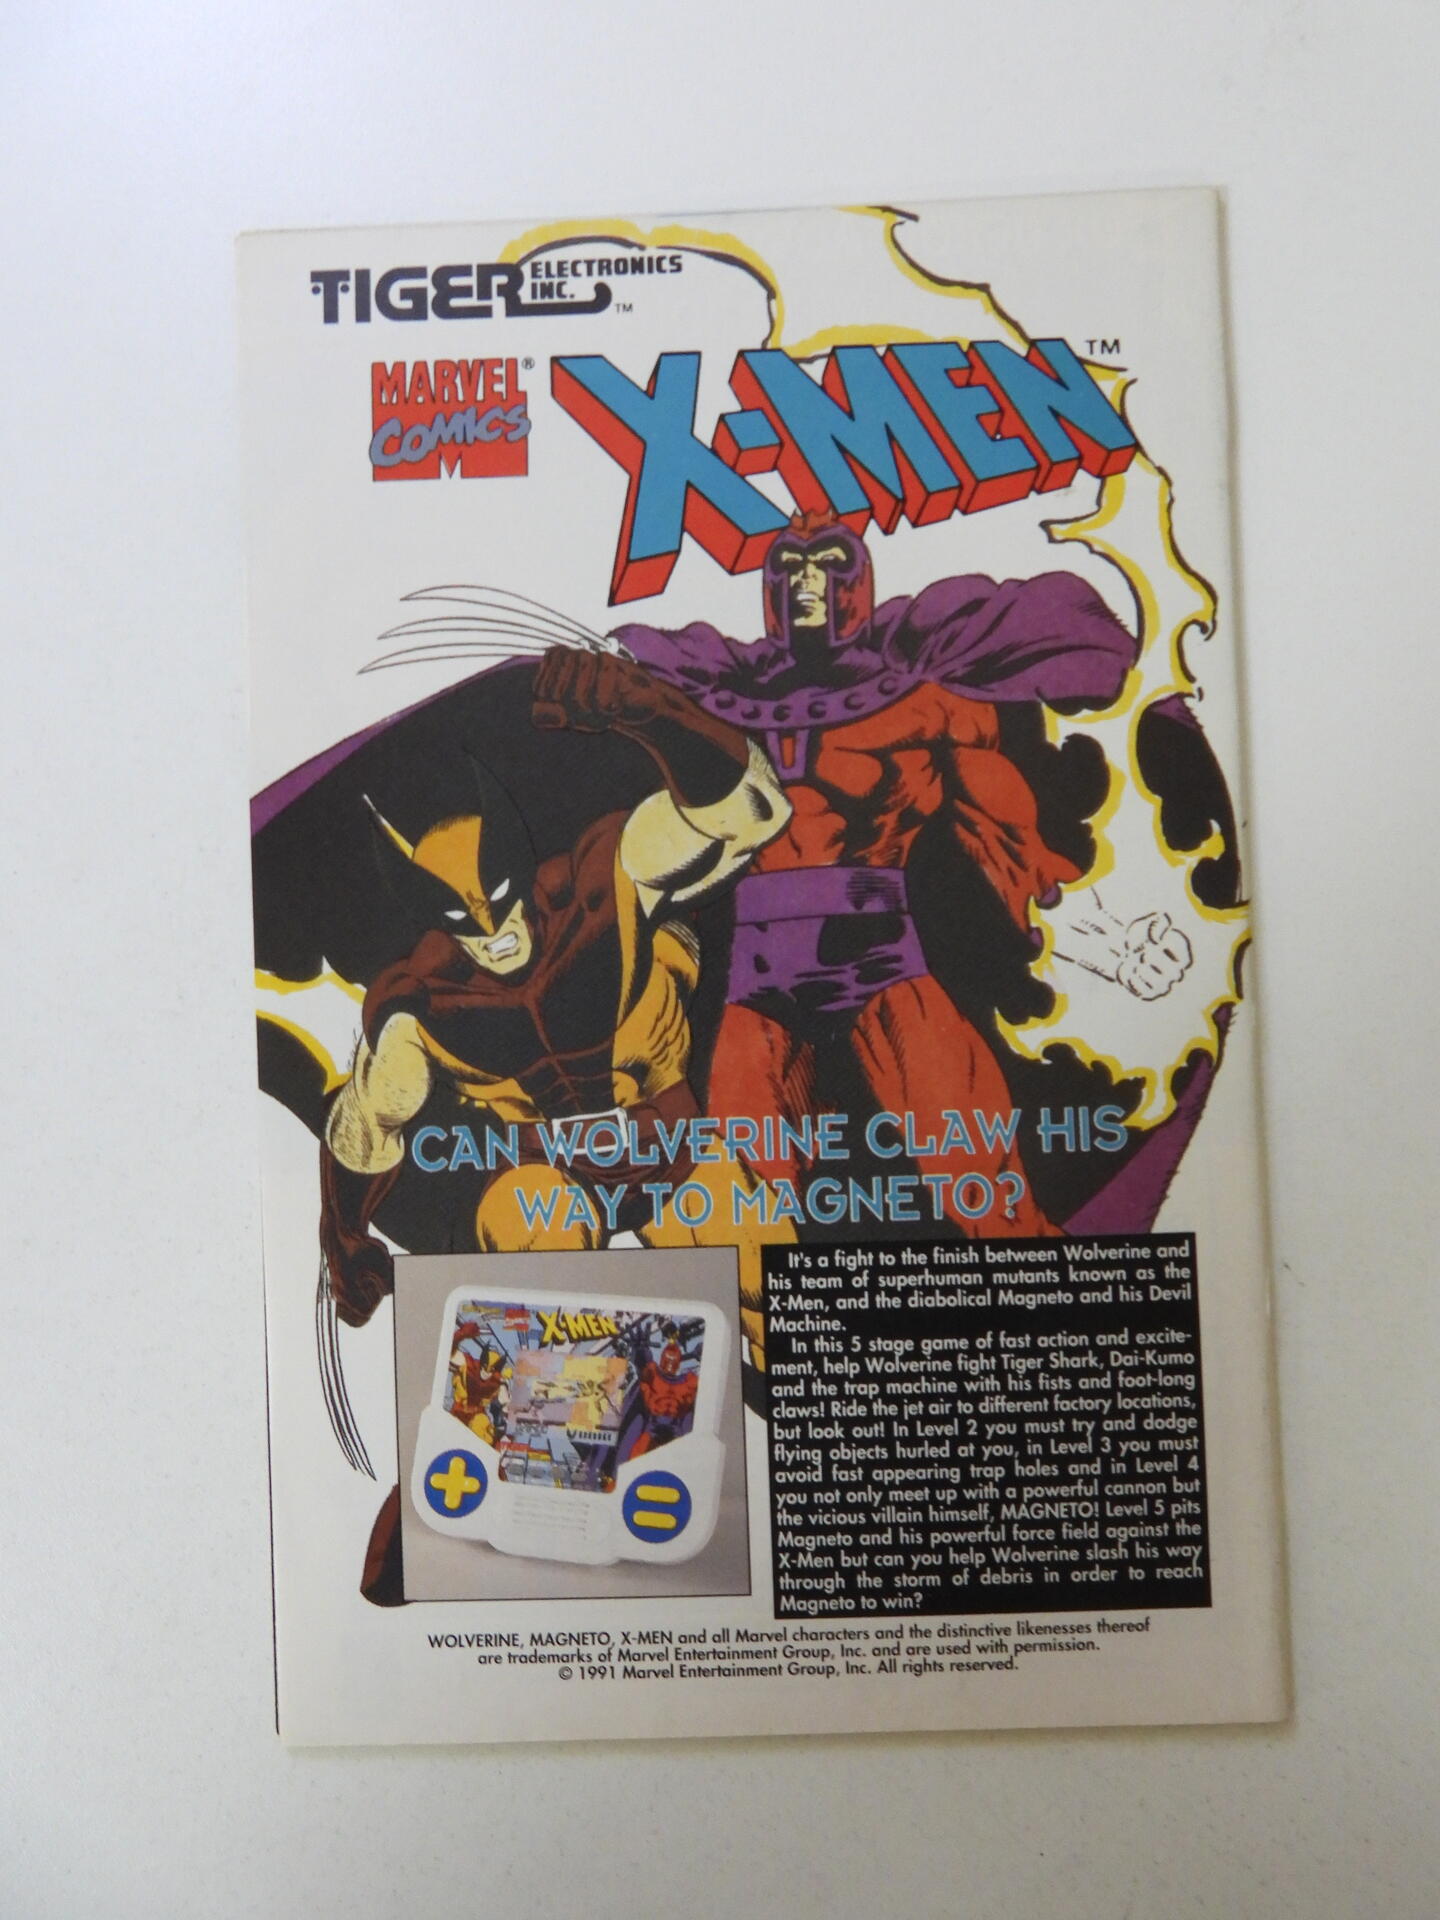 TIGER ELECTRONICS
INC. ™
MARVEL ®
COMICS
X-MEN ™
CAN WOLVERINE CLAW HIS
WAY TO MAGNETO?
X-MEN
It's a fight to the finish between Wolverine and
his team of superhuman mutants known as the
X-Men, and the diabolical Magneto and his Devil
Machine.
In this 5 stage game of fast action and excite-
ment, help Wolverine fight Tiger Shark, Dai-Kumo
and the trap machine with his fists and foot-long
claws! Ride the jet air to different factory locations,
but look out! In Level 2 you must try and dodge
flying objects hurled at you, in Level 3 you must
avoid fast appearing trap holes and in Level 4
you not only meet up with a powerful cannon but
the vicious villain himself, MAGNETO! Level 5 pits
Magneto and his powerful force field against the
X-Men but can you help Wolverine slash his way
through the storm of debris in order to reach
Magneto to win?
WOLVERINE, MAGNETO, X-MEN and all Marvel characters and the distinctive likenesses thereof
are trademarks of Marvel Entertainment Group, Inc. and are used with permission.
© 1991 Marvel Entertainment Group, Inc. All rights reserved.